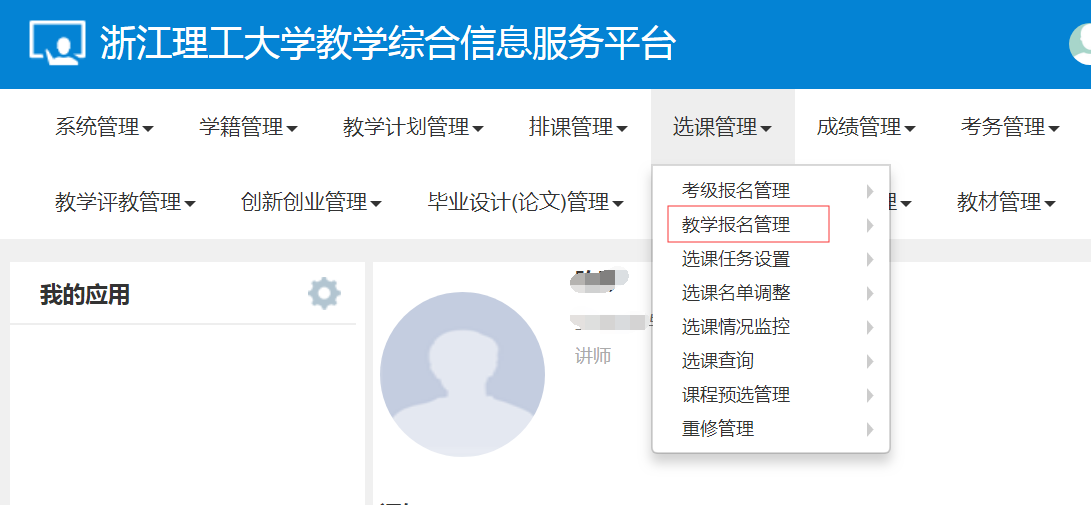 浙江理工大学教学综合信息服务平台
系统管理 学籍管理 教学计划管理 排课管理 选课管理 成绩管理 考务管理
教学评教管理 创新创业管理 毕业设计(论文)管理 理 教材管理
考级报名管理
教学报名管理
选课任务设置
选课名单调整
选课情况监控
选课查询
课程预选管理
重修管理
我的应用
讲师